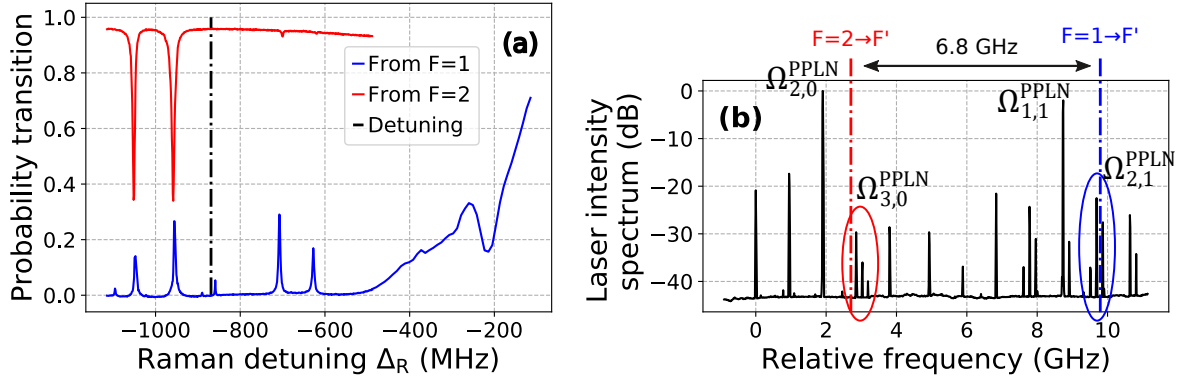 Probability transition
1.0
0.8
0.6
0.4
0.2
0.0
(a)
From F=1
From F=2
Detuning
−1000 −800 −600 −400 −200
Raman detuning Δ_R (MHz)
F=2→F' F=1→F'
6.8 GHz
Laser intensity
spectrum (dB)
0
−10
−20
−30
−40
(b)
Ω_{2,0}^{PPLN}
Ω_{1,1}^{PPLN}
Ω_{3,0}^{PPLN}
Ω_{2,1}^{PPLN}
0 2 4 6 8 10
Relative frequency (GHz)